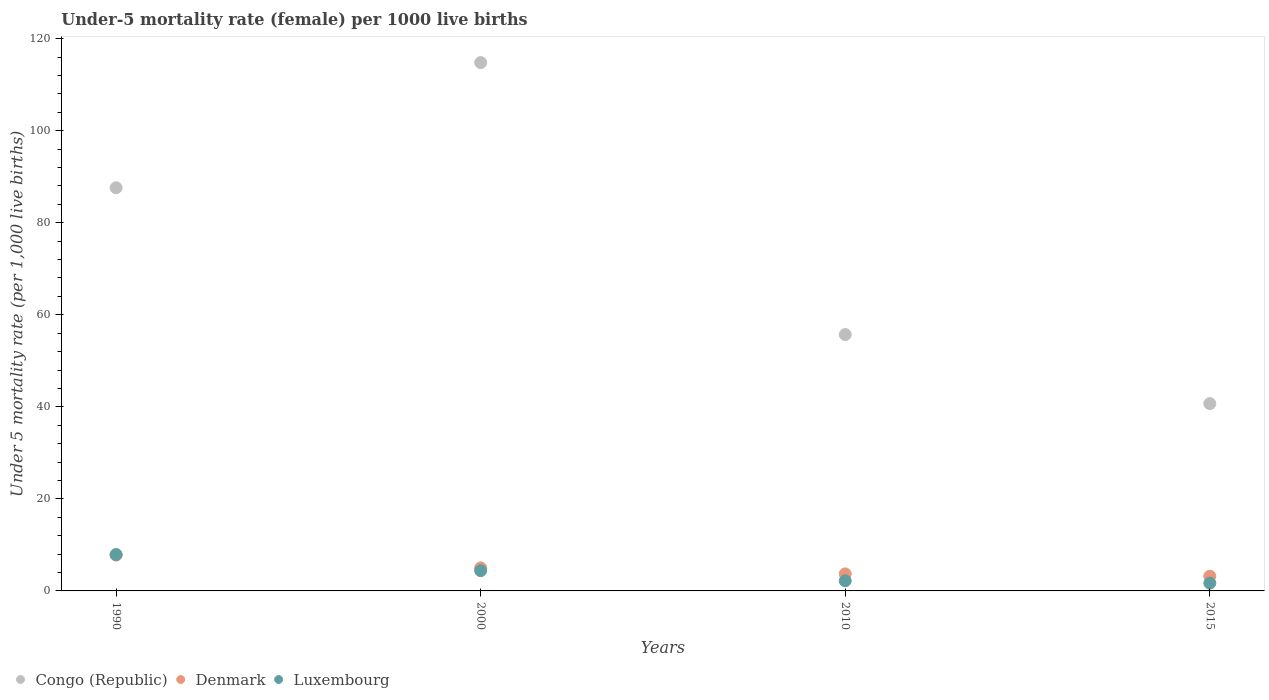 Under-5 mortality rate (female) per 1000 live births
Under 5 mortality rate (per 1,000 live births)
120
100
80
60
40
20
0
1990
2000
2010
2015
Years
Congo (Republic)
Denmark
Luxembourg